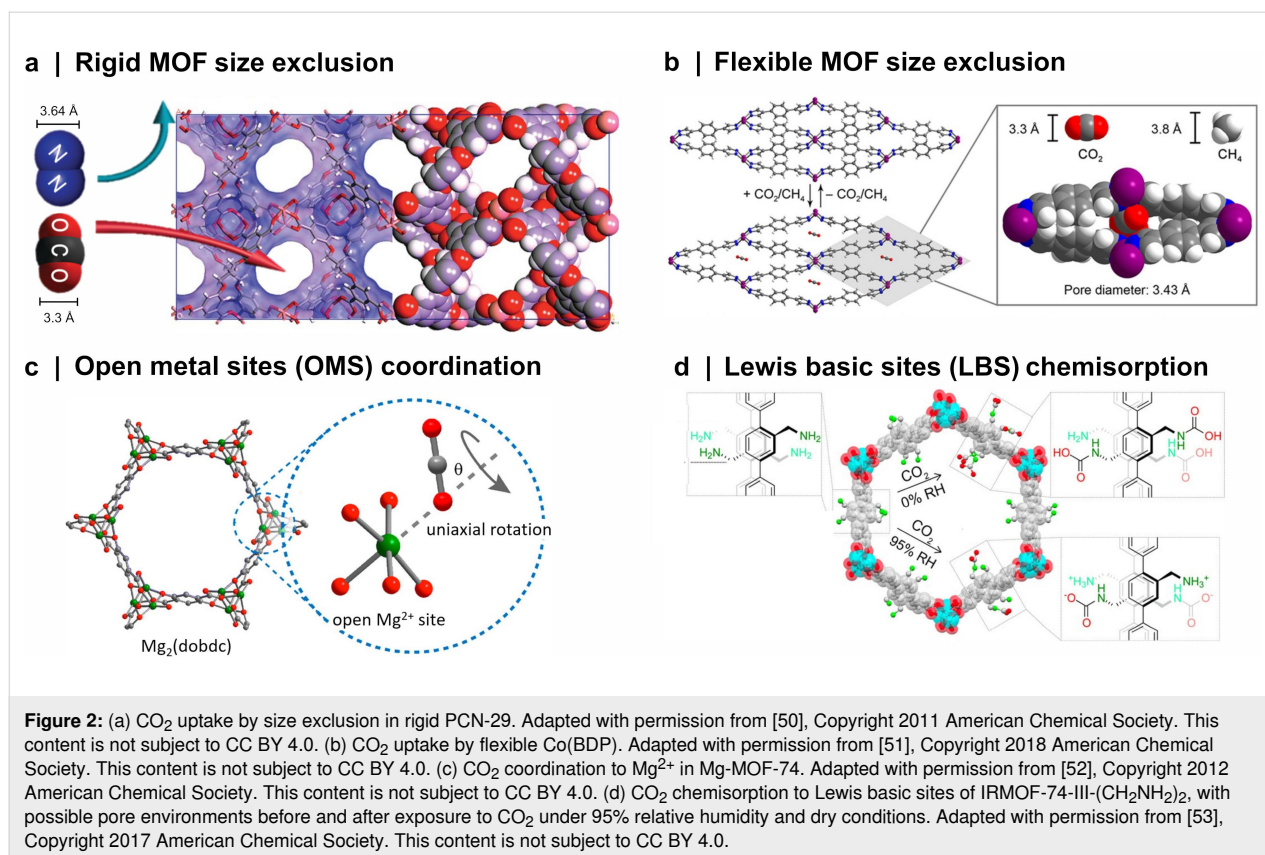 a | Rigid MOF size exclusion
3.64 Å
N N
O C O
3.3 Å
b | Flexible MOF size exclusion
+ CO₂/CH₄
− CO₂/CH₄
3.3 Å
CO₂
3.8 Å
CH₄
Pore diameter: 3.43 Å
c | Open metal sites (OMS) coordination
θ
uniaxial rotation
open Mg²⁺ site
Mg₂(dobdc)
d | Lewis basic sites (LBS) chemisorption
H₂N
NH₂
H₂N
NH₂
CO₂
0% RH
CO₂
95% RH
H₂N
O
N
H
OH
O
HO
H
N
N
H
OH
O
⁺H₃N
NH₃⁺
⁻O
H
N
O
H
N
O⁻
O
Figure 2: (a) CO₂ uptake by size exclusion in rigid PCN-29. Adapted with permission from [50], Copyright 2011 American Chemical Society. This
content is not subject to CC BY 4.0. (b) CO₂ uptake by flexible Co(BDP). Adapted with permission from [51], Copyright 2018 American Chemical
Society. This content is not subject to CC BY 4.0. (c) CO₂ coordination to Mg²⁺ in Mg-MOF-74. Adapted with permission from [52], Copyright 2012
American Chemical Society. This content is not subject to CC BY 4.0. (d) CO₂ chemisorption to Lewis basic sites of IRMOF-74-III-(CH₂NH₂)₂, with
possible pore environments before and after exposure to CO₂ under 95% relative humidity and dry conditions. Adapted with permission from [53],
Copyright 2017 American Chemical Society. This content is not subject to CC BY 4.0.